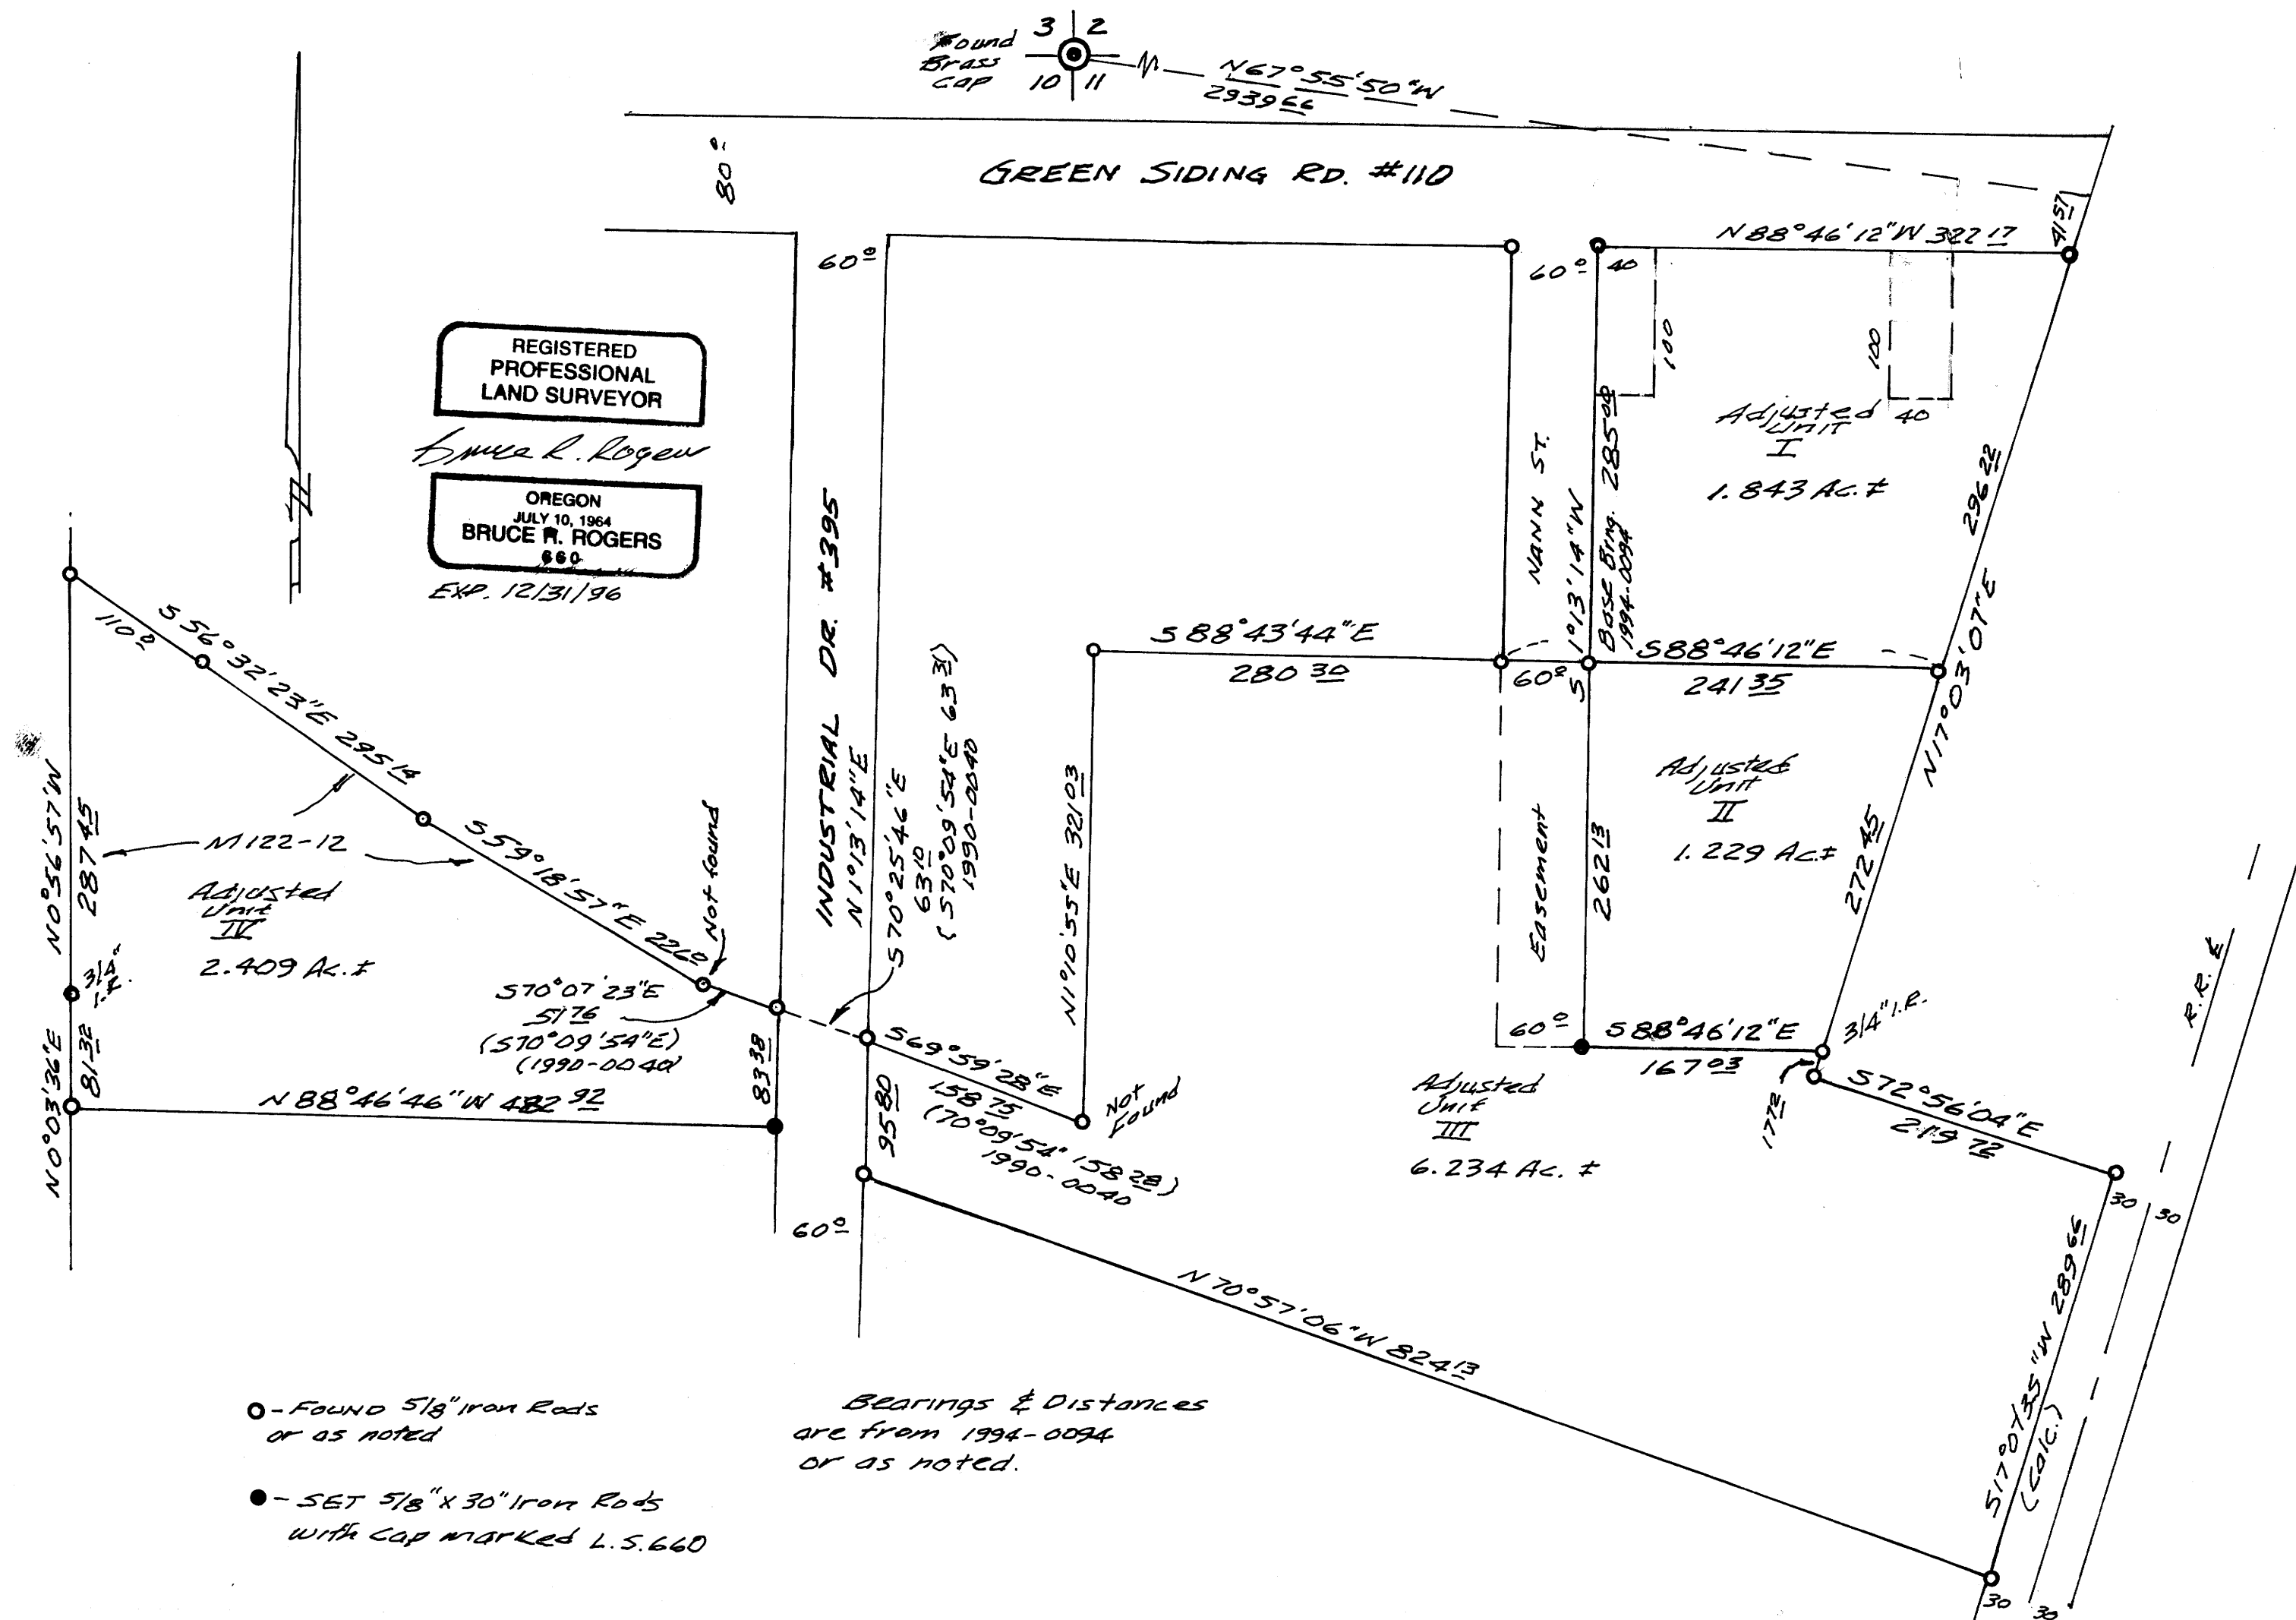 3 2
Found
Brass
Cap
10 11
N67°55'50"W
2939 66
80 0
GREEN SIDING RD. #110
41 57
N88°46'12"W 322 17
60 0
60 0
40
100
100
40
REGISTERED
PROFESSIONAL
LAND SURVEYOR
Bruce R. Rogers
OREGON
JULY 10, 1964
BRUCE R. ROGERS
660
EXP. 12/31/96
Adjusted
Unit
I
1.843 Ac.±
296 22
N17°03'07"E
NANN ST.
S 1°13'14"W
285 00
Base Brng.
1994-0094
INDUSTRIAL DR. #395
N1°13'14"E
110 0
S56°32'23"E 295 14
S88°43'44"E
280 30
60 0
S88°46'12"E
241 35
S70°25'46"E
63 10
(S70°09'54"E 63 31)
1990-0040
N1°10'55"E 321 03
Easement
262 13
Adjusted
Unit
II
1.229 Ac.±
272 45
N0°56'57"W
287 45
M122-12
S59°18'57"E 226 0
Not found
Adjusted
Unit
IV
2.409 Ac.±
3/4"
I.P.
S70°07'23"E
51 76
(S70°09'54"E)
(1990-0040)
N0°03'36"E
81 32
N88°46'46"W 482 92
83 38
95 80
S69°59'28"E
158 75
(70°09'54" 158 28)
1990-0040
Not
Found
60 0
60 0
S88°46'12"E
167 03
3/4" I.R.
17 72
S72°56'04"E
219 72
Adjusted
Unit
III
6.234 Ac.±
R.R. ℄
30
30
N70°57'06"W 824 13
S17°07'35"W 289 66
(Calc.)
30
30
- FOUND 5/8" Iron Rods
or as noted
- SET 5/8" X 30" Iron Rods
with cap marked L.S.660
Bearings & Distances
are from 1994-0094
or as noted.